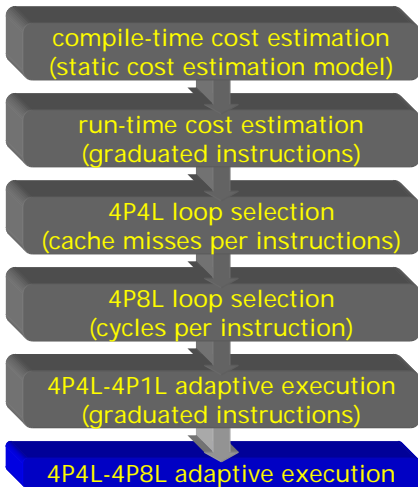 compile-time cost estimation
(static cost estimation model)
run-time cost estimation
(graduated instructions)
4P4L loop selection
(cache misses per instructions)
4P8L loop selection
(cycles per instruction)
4P4L-4P1L adaptive execution
(graduated instructions)
4P4L-4P8L adaptive execution